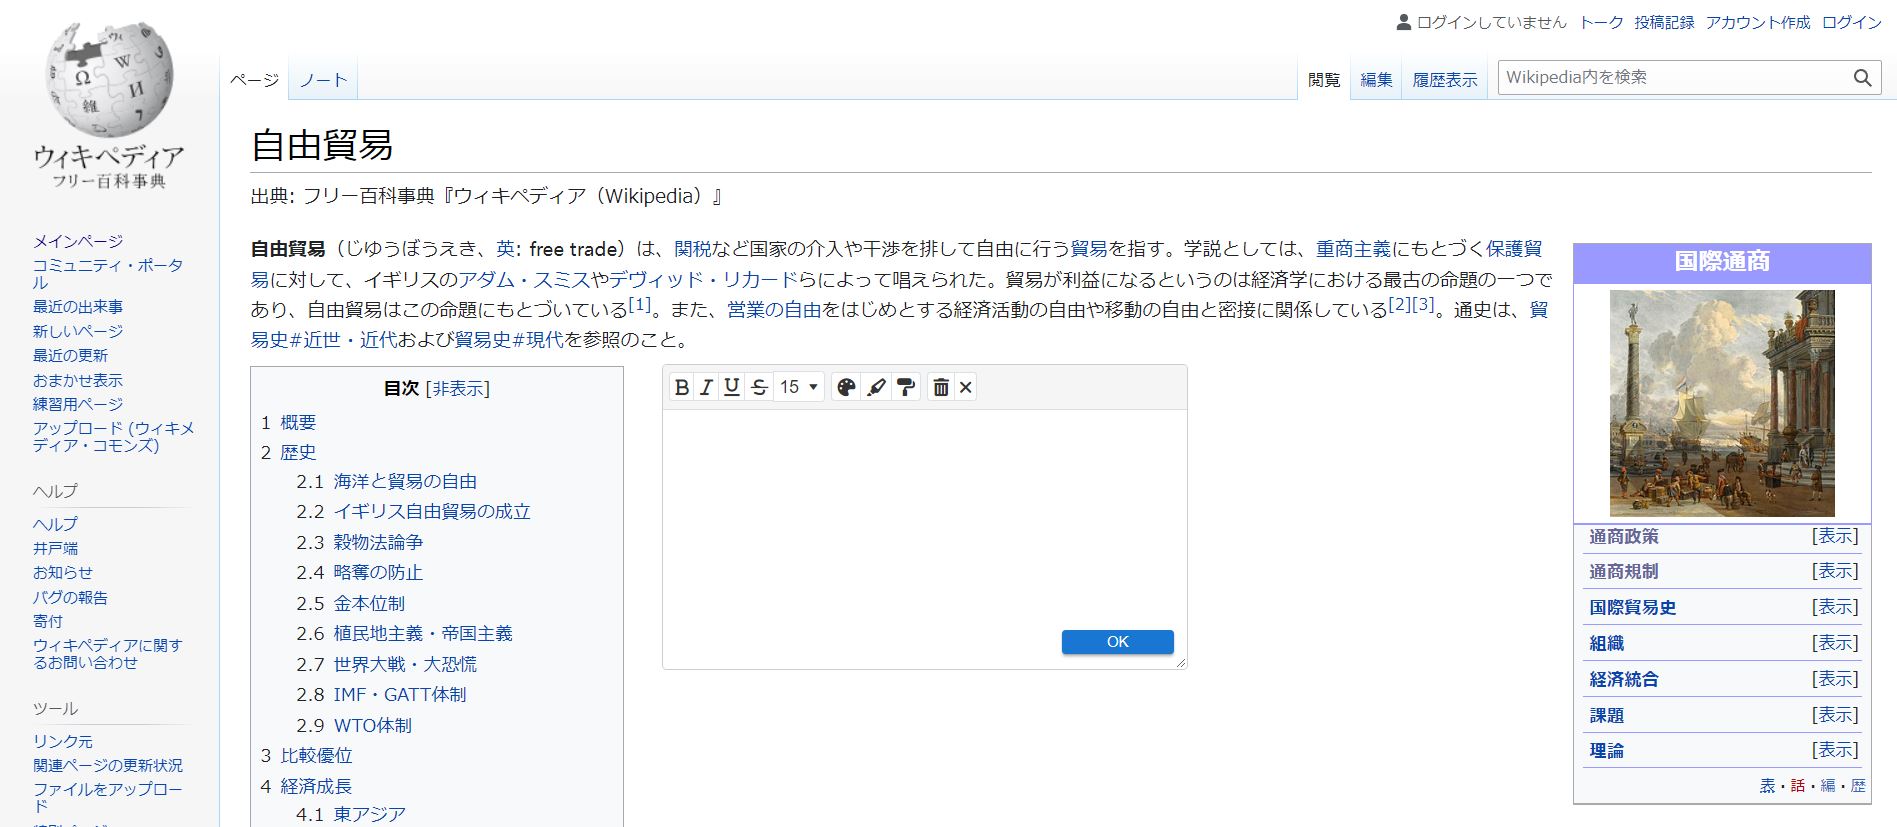 ログインしていません トーク 投稿記録 アカウント作成 ログイン
ページ ノート 閲覧 編集 履歴表示 Wikipedia内を検索
Ω W И 維 ウィ 7
ウィキペディア
フリー百科事典
メインページ
コミュニティ・ポータ
ル
最近の出来事
新しいページ
最近の更新
おまかせ表示
練習用ページ
アップロード (ウィキメ
ディア・コモンズ)
ヘルプ
ヘルプ
井戸端
お知らせ
バグの報告
寄付
ウィキペディアに関す
るお問い合わせ
ツール
リンク元
関連ページの更新状況
ファイルをアップロー
ド
自由貿易
出典: フリー百科事典『ウィキペディア（Wikipedia）』
自由貿易（じゆうぼうえき、英: free trade）は、関税など国家の介入や干渉を排して自由に行う貿易を指す。学説としては、重商主義にもとづく保護貿
易に対して、イギリスのアダム・スミスやデヴィッド・リカードらによって唱えられた。貿易が利益になるというのは経済学における最古の命題の一つで
あり、自由貿易はこの命題にもとづいている[1]。また、営業の自由をはじめとする経済活動の自由や移動の自由と密接に関係している[2][3]。通史は、貿
易史#近世・近代および貿易史#現代を参照のこと。
目次 [非表示]
1 概要
2 歴史
2.1 海洋と貿易の自由
2.2 イギリス自由貿易の成立
2.3 穀物法論争
2.4 略奪の防止
2.5 金本位制
2.6 植民地主義・帝国主義
2.7 世界大戦・大恐慌
2.8 IMF・GATT体制
2.9 WTO体制
3 比較優位
4 経済成長
4.1 東アジア
B I U S 15
OK
国際通商
通商政策 [表示]
通商規制 [表示]
国際貿易史 [表示]
組織 [表示]
経済統合 [表示]
課題 [表示]
理論 [表示]
表・話・編・歴